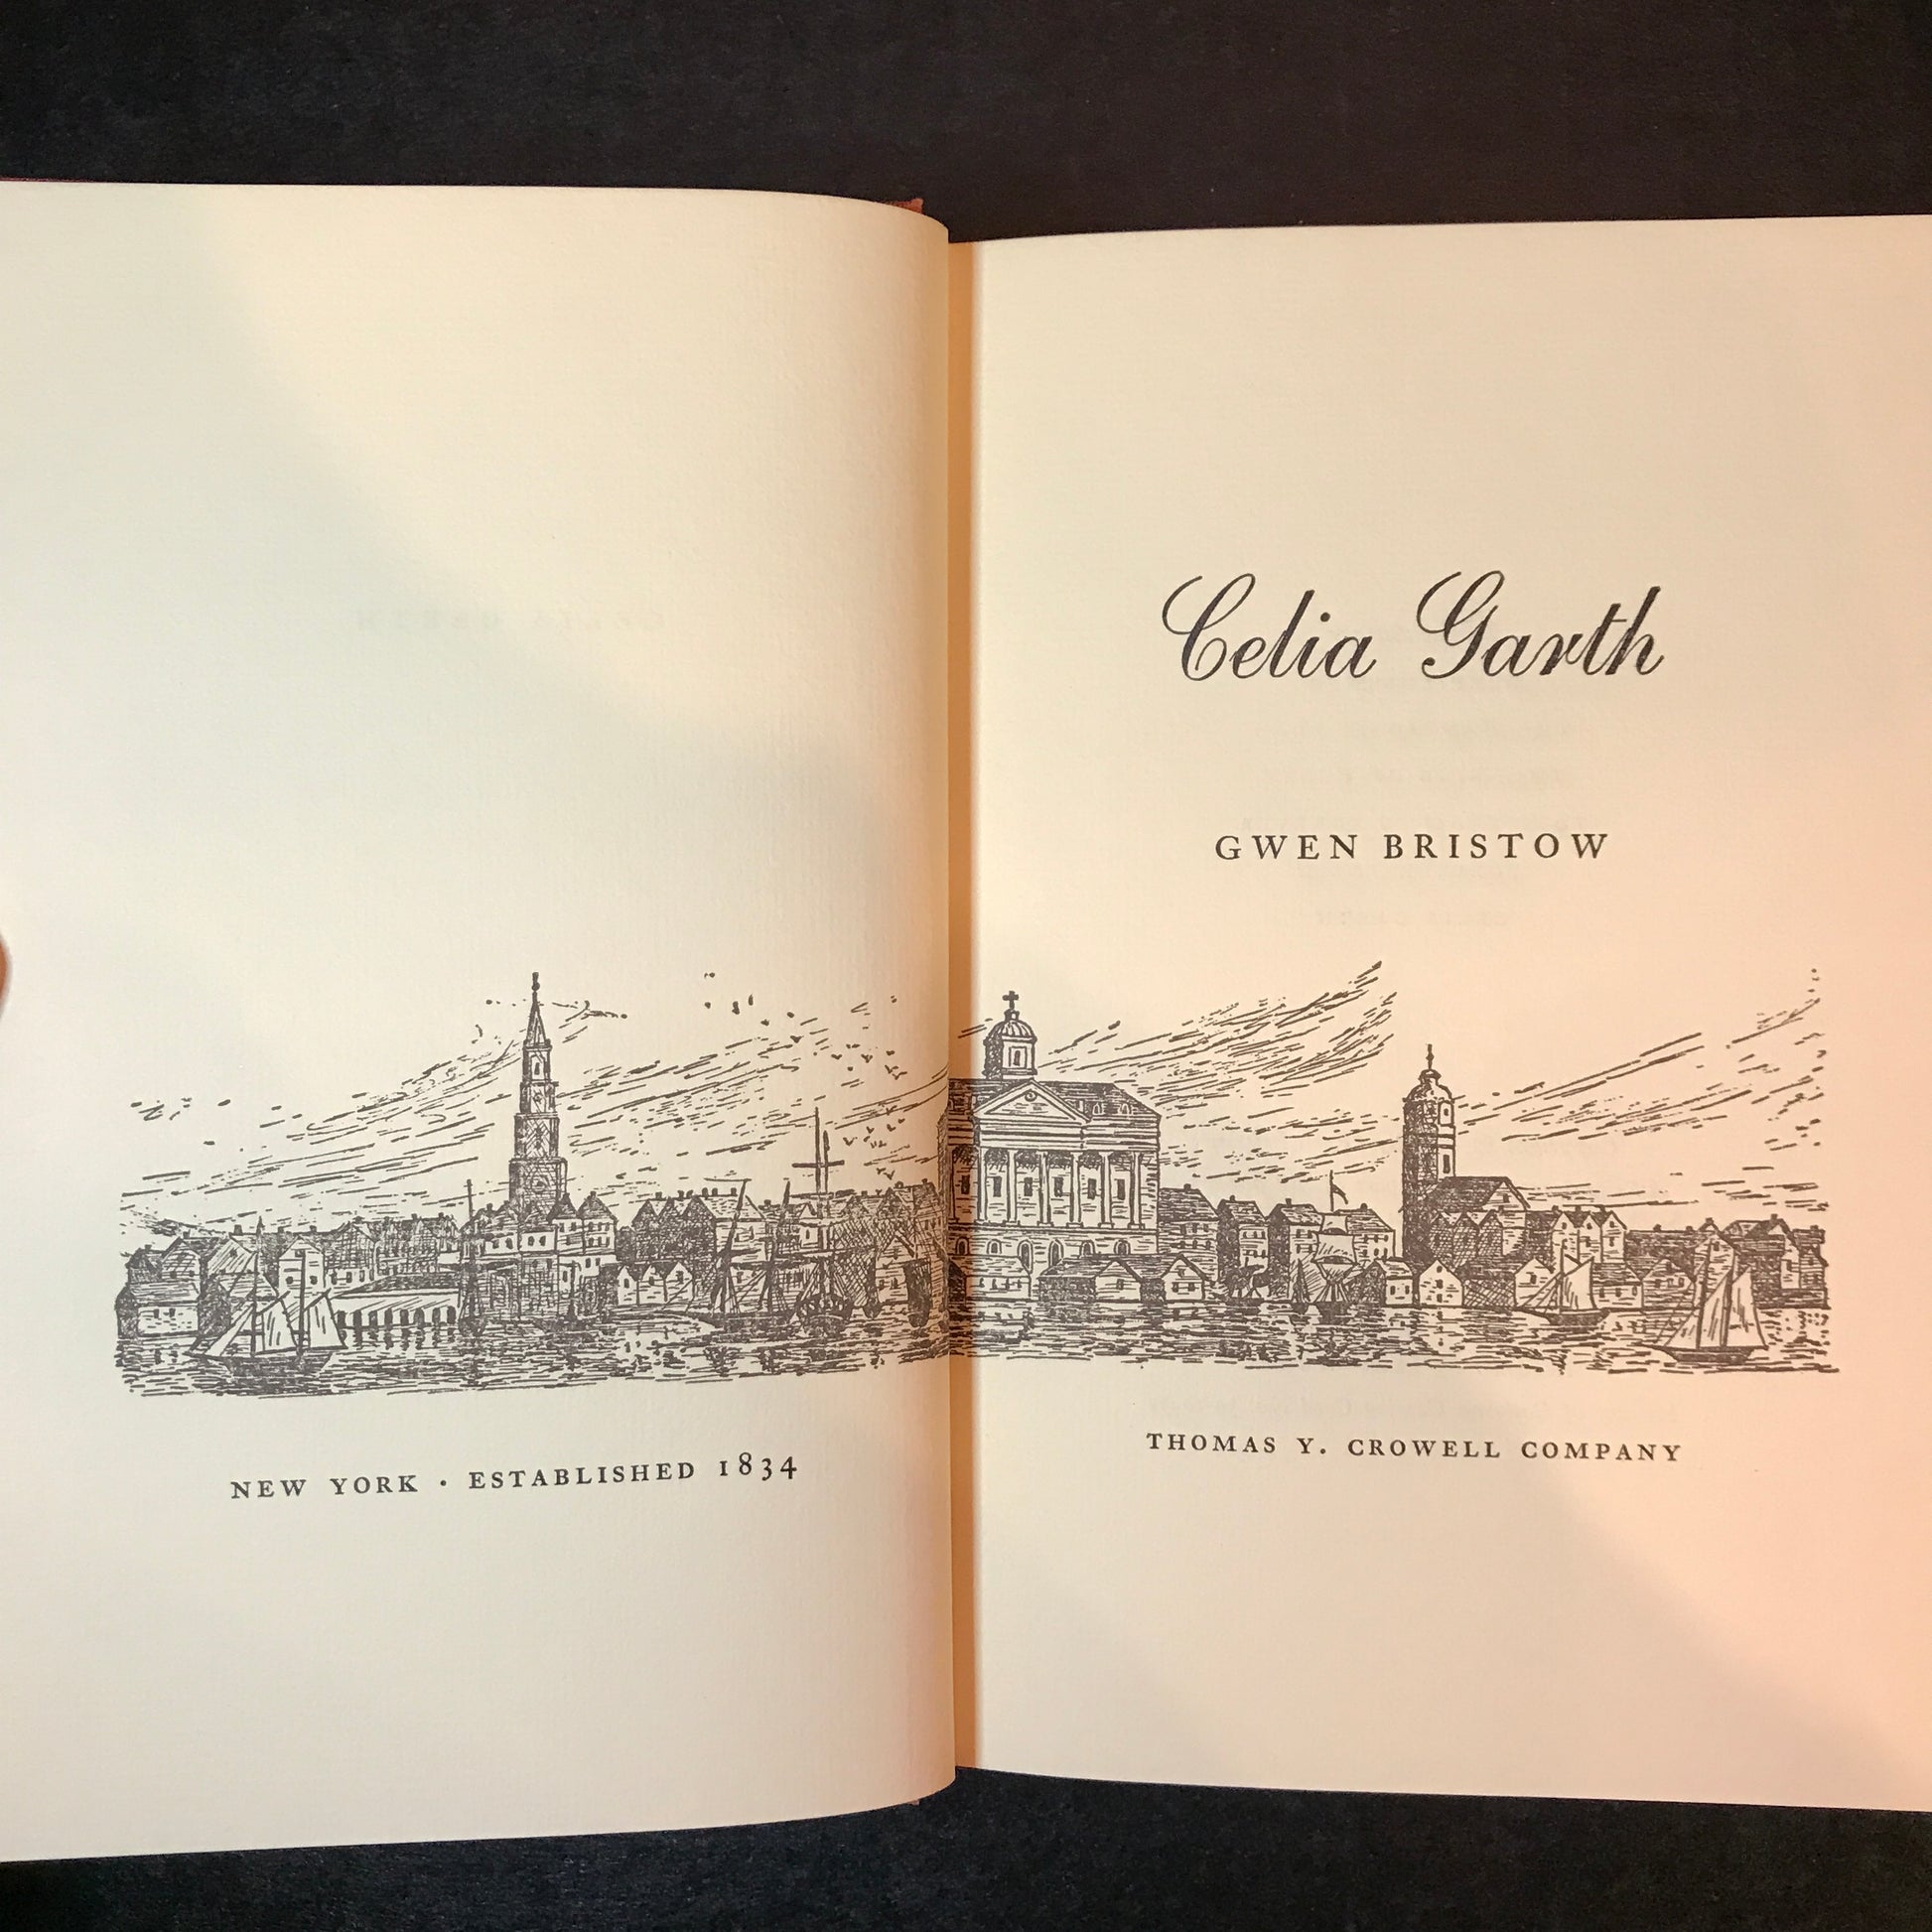 NEW YORK · ESTABLISHED 1834
Celia Garth
GWEN BRISTOW
THOMAS Y. CROWELL COMPANY